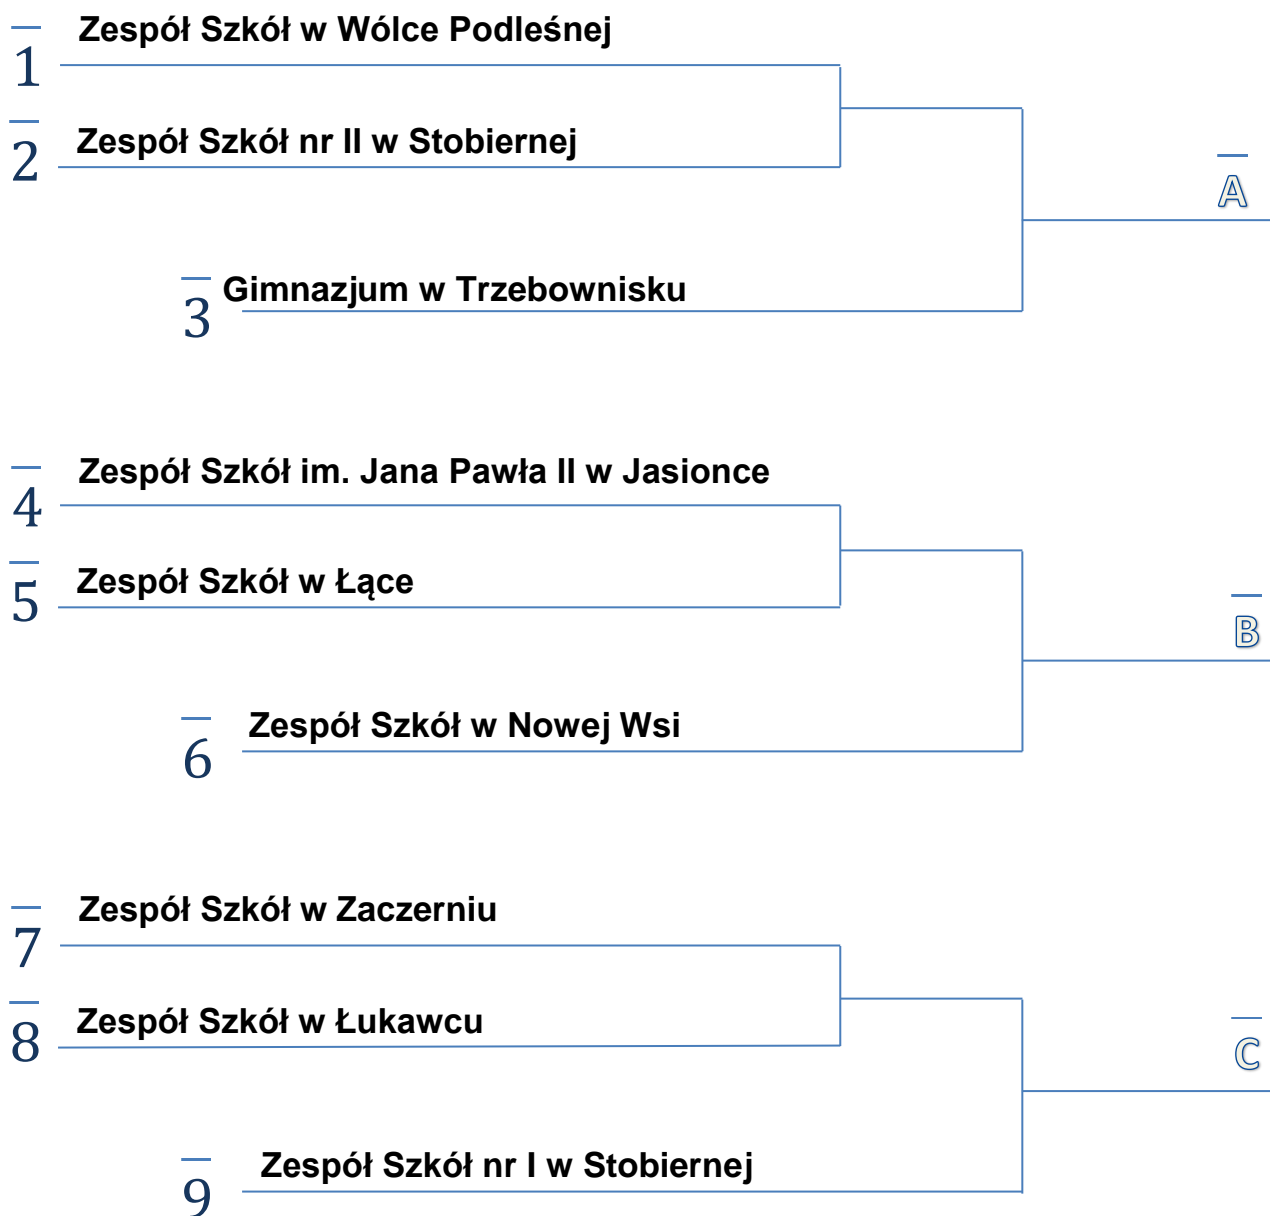 Zespół Szkół w Wólce Podleśnej
1
Zespół Szkół nr II w Stobiernej
2
A
Gimnazjum w Trzebownisku
3
Zespół Szkół im. Jana Pawła II w Jasionce
4
Zespół Szkół w Łące
5
B
Zespół Szkół w Nowej Wsi
6
Zespół Szkół w Zaczerniu
7
Zespół Szkół w Łukawcu
8
C
Zespół Szkół nr I w Stobiernej
9